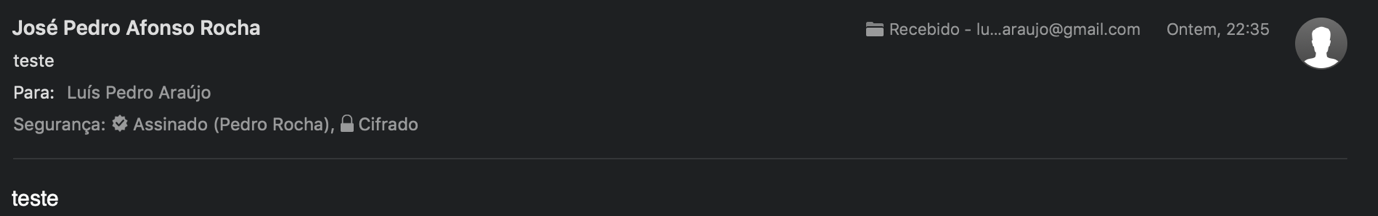 José Pedro Afonso Rocha
Recebido - lu...araujo@gmail.com
Ontem, 22:35
teste
Para: Luís Pedro Araújo
Segurança: Assinado (Pedro Rocha), Cifrado
teste